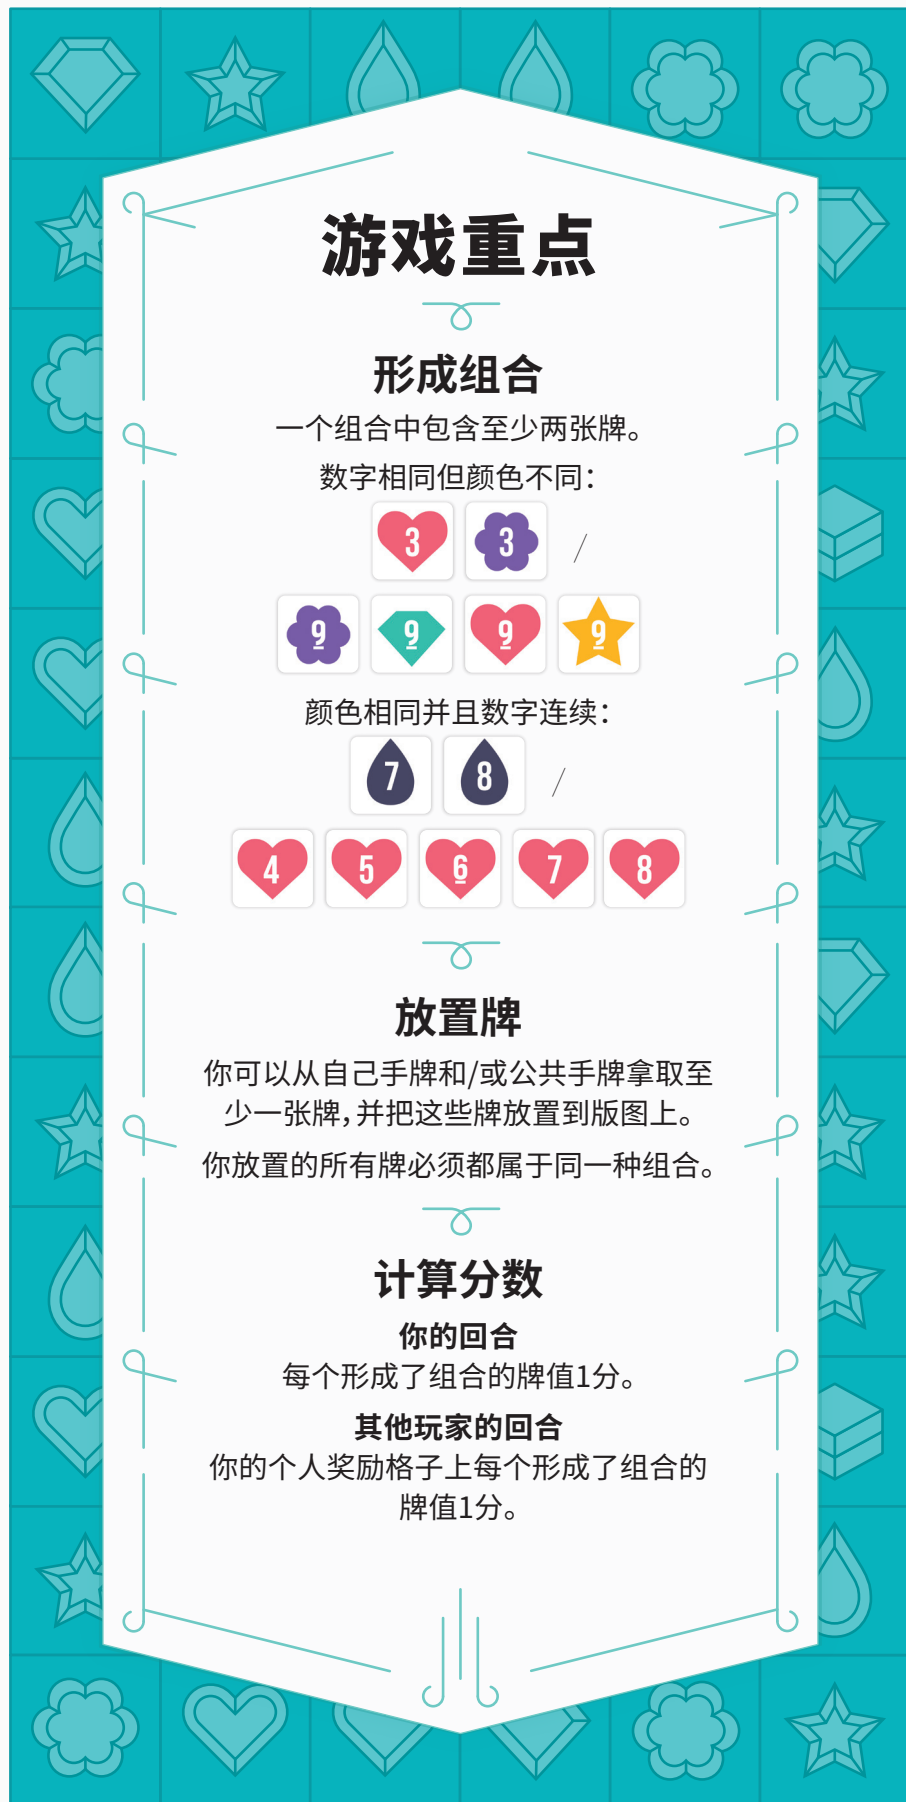 游戏重点
形成组合
一个组合中包含至少两张牌。
数字相同但颜色不同：
3 3 /
9 9 9 9
颜色相同并且数字连续：
7 8 /
4 5 6 7 8
放置牌
你可以从自己手牌和/或公共手牌拿取至
少一张牌，并把这些牌放置到版图上。
你放置的所有牌必须都属于同一种组合。
计算分数
你的回合
每个形成了组合的牌值1分。
其他玩家的回合
你的个人奖励格子上每个形成了组合的
牌值1分。